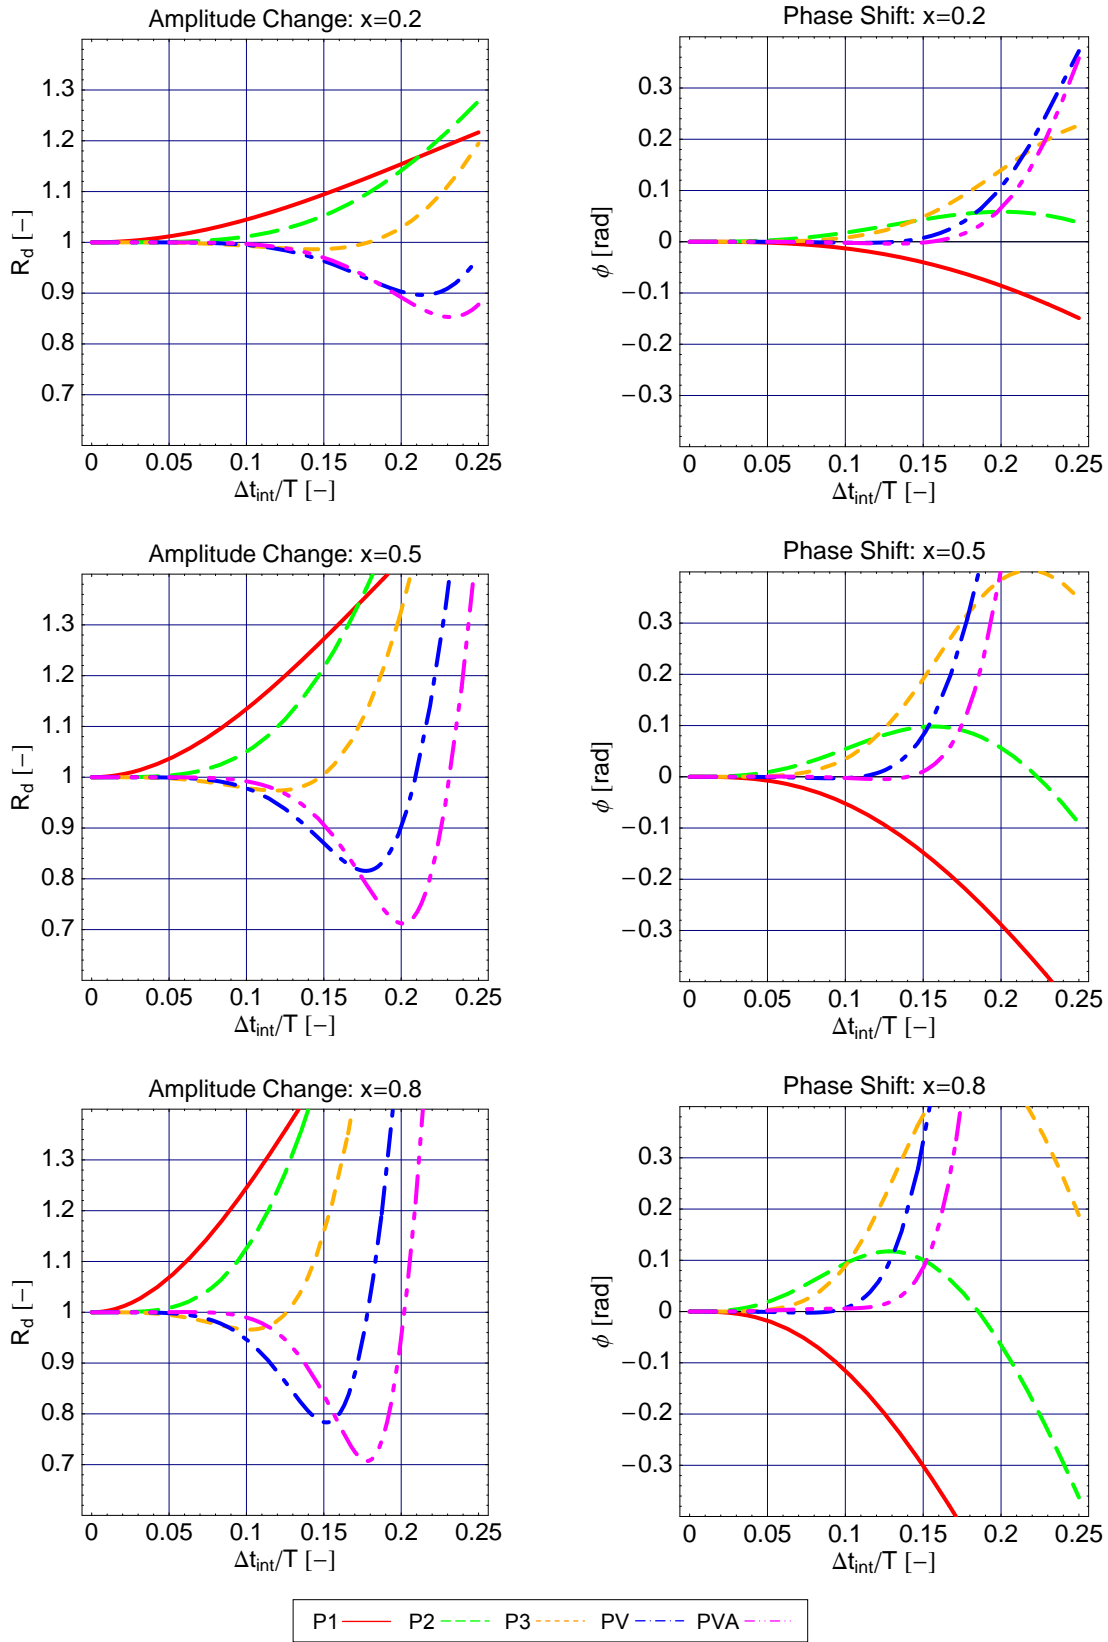 Amplitude Change: x=0.2
1.3
1.2
1.1
1
0.9
0.8
0.7
R_d [−]
0 0.05 0.1 0.15 0.2 0.25
Δt_int/T [−]
Phase Shift: x=0.2
0.3
0.2
0.1
0
−0.1
−0.2
−0.3
ϕ [rad]
0 0.05 0.1 0.15 0.2 0.25
Δt_int/T [−]
Amplitude Change: x=0.5
1.3
1.2
1.1
1
0.9
0.8
0.7
R_d [−]
0 0.05 0.1 0.15 0.2 0.25
Δt_int/T [−]
Phase Shift: x=0.5
0.3
0.2
0.1
0
−0.1
−0.2
−0.3
ϕ [rad]
0 0.05 0.1 0.15 0.2 0.25
Δt_int/T [−]
Amplitude Change: x=0.8
1.3
1.2
1.1
1
0.9
0.8
0.7
R_d [−]
0 0.05 0.1 0.15 0.2 0.25
Δt_int/T [−]
Phase Shift: x=0.8
0.3
0.2
0.1
0
−0.1
−0.2
−0.3
ϕ [rad]
0 0.05 0.1 0.15 0.2 0.25
Δt_int/T [−]
P1 P2 P3 PV PVA